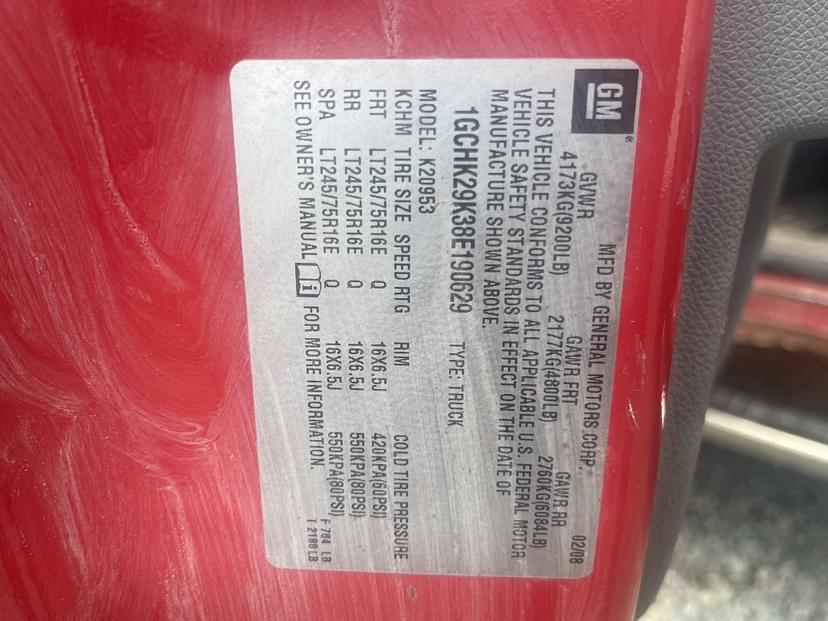 GM
MFD BY GENERAL MOTORS CORP. 02/08
GVWR GAWR FRT GAWR RR
4173KG(9200LB) 2177KG(4800LB) 2760KG(6084LB)
THIS VEHICLE CONFORMS TO ALL APPLICABLE U.S. FEDERAL MOTOR
VEHICLE SAFETY STANDARDS IN EFFECT ON THE DATE OF
MANUFACTURE SHOWN ABOVE.
1GCHK29K38E190629 TYPE: TRUCK
MODEL: K20953
KCHM TIRE SIZE SPEED RTG RIM COLD TIRE PRESSURE
FRT LT245/75R16E Q 16X6.5J 420KPA(60PSI)
RR LT245/75R16E Q 16X6.5J 550KPA(80PSI)
SPA LT245/75R16E Q 16X6.5J 550KPA(80PSI)
SEE OWNER'S MANUAL i FOR MORE INFORMATION.
F 784 LB
T 2188 LB